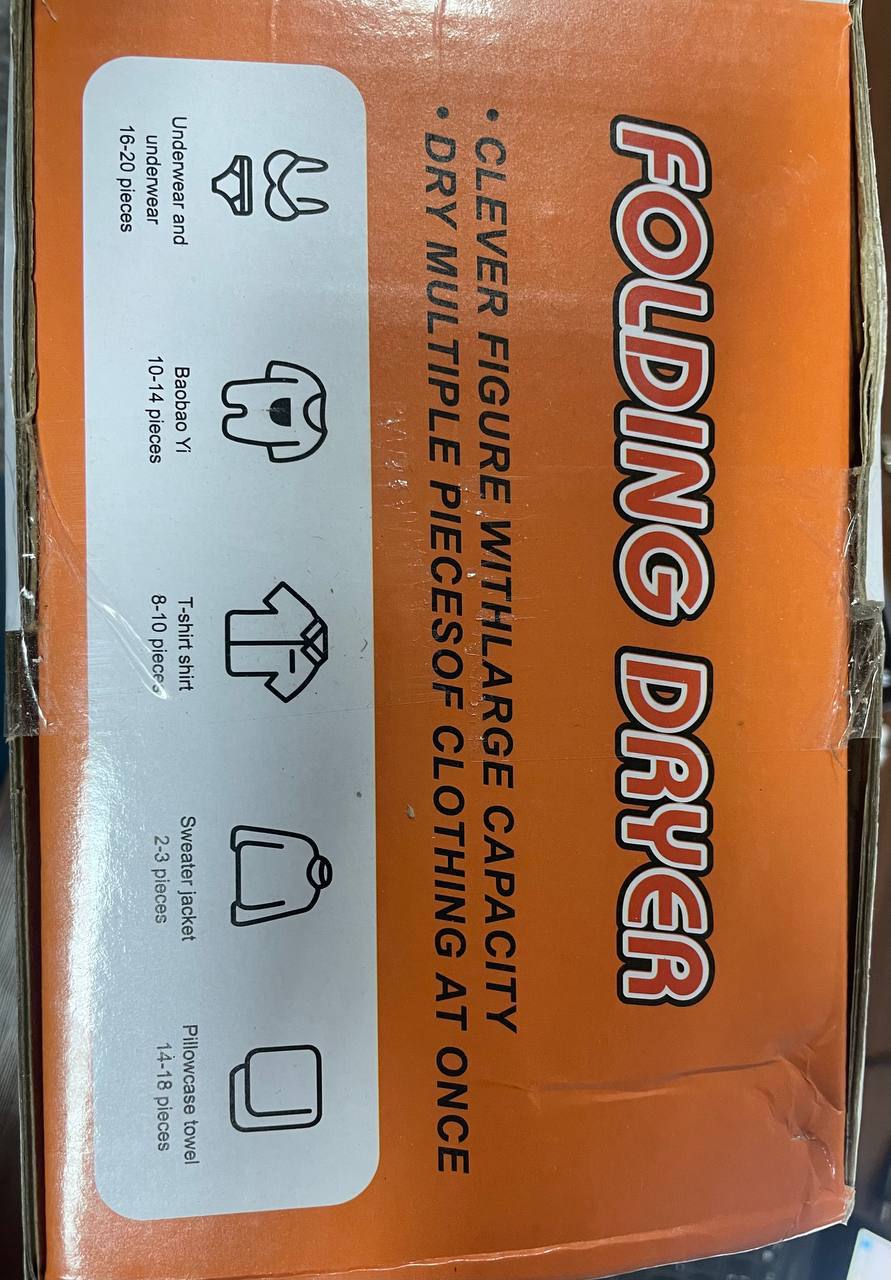 FOLDING DRYER
• CLEVER FIGURE WITHLARGE CAPACITY
• DRY MULTIPLE PIECESOF CLOTHING AT ONCE
Underwear and
underwear
16-20 pieces
Baobao Yi
10-14 pieces
T-shirt shirt
8-10 pieces
Sweater jacket
2-3 pieces
Pillowcase towel
14-18 pieces